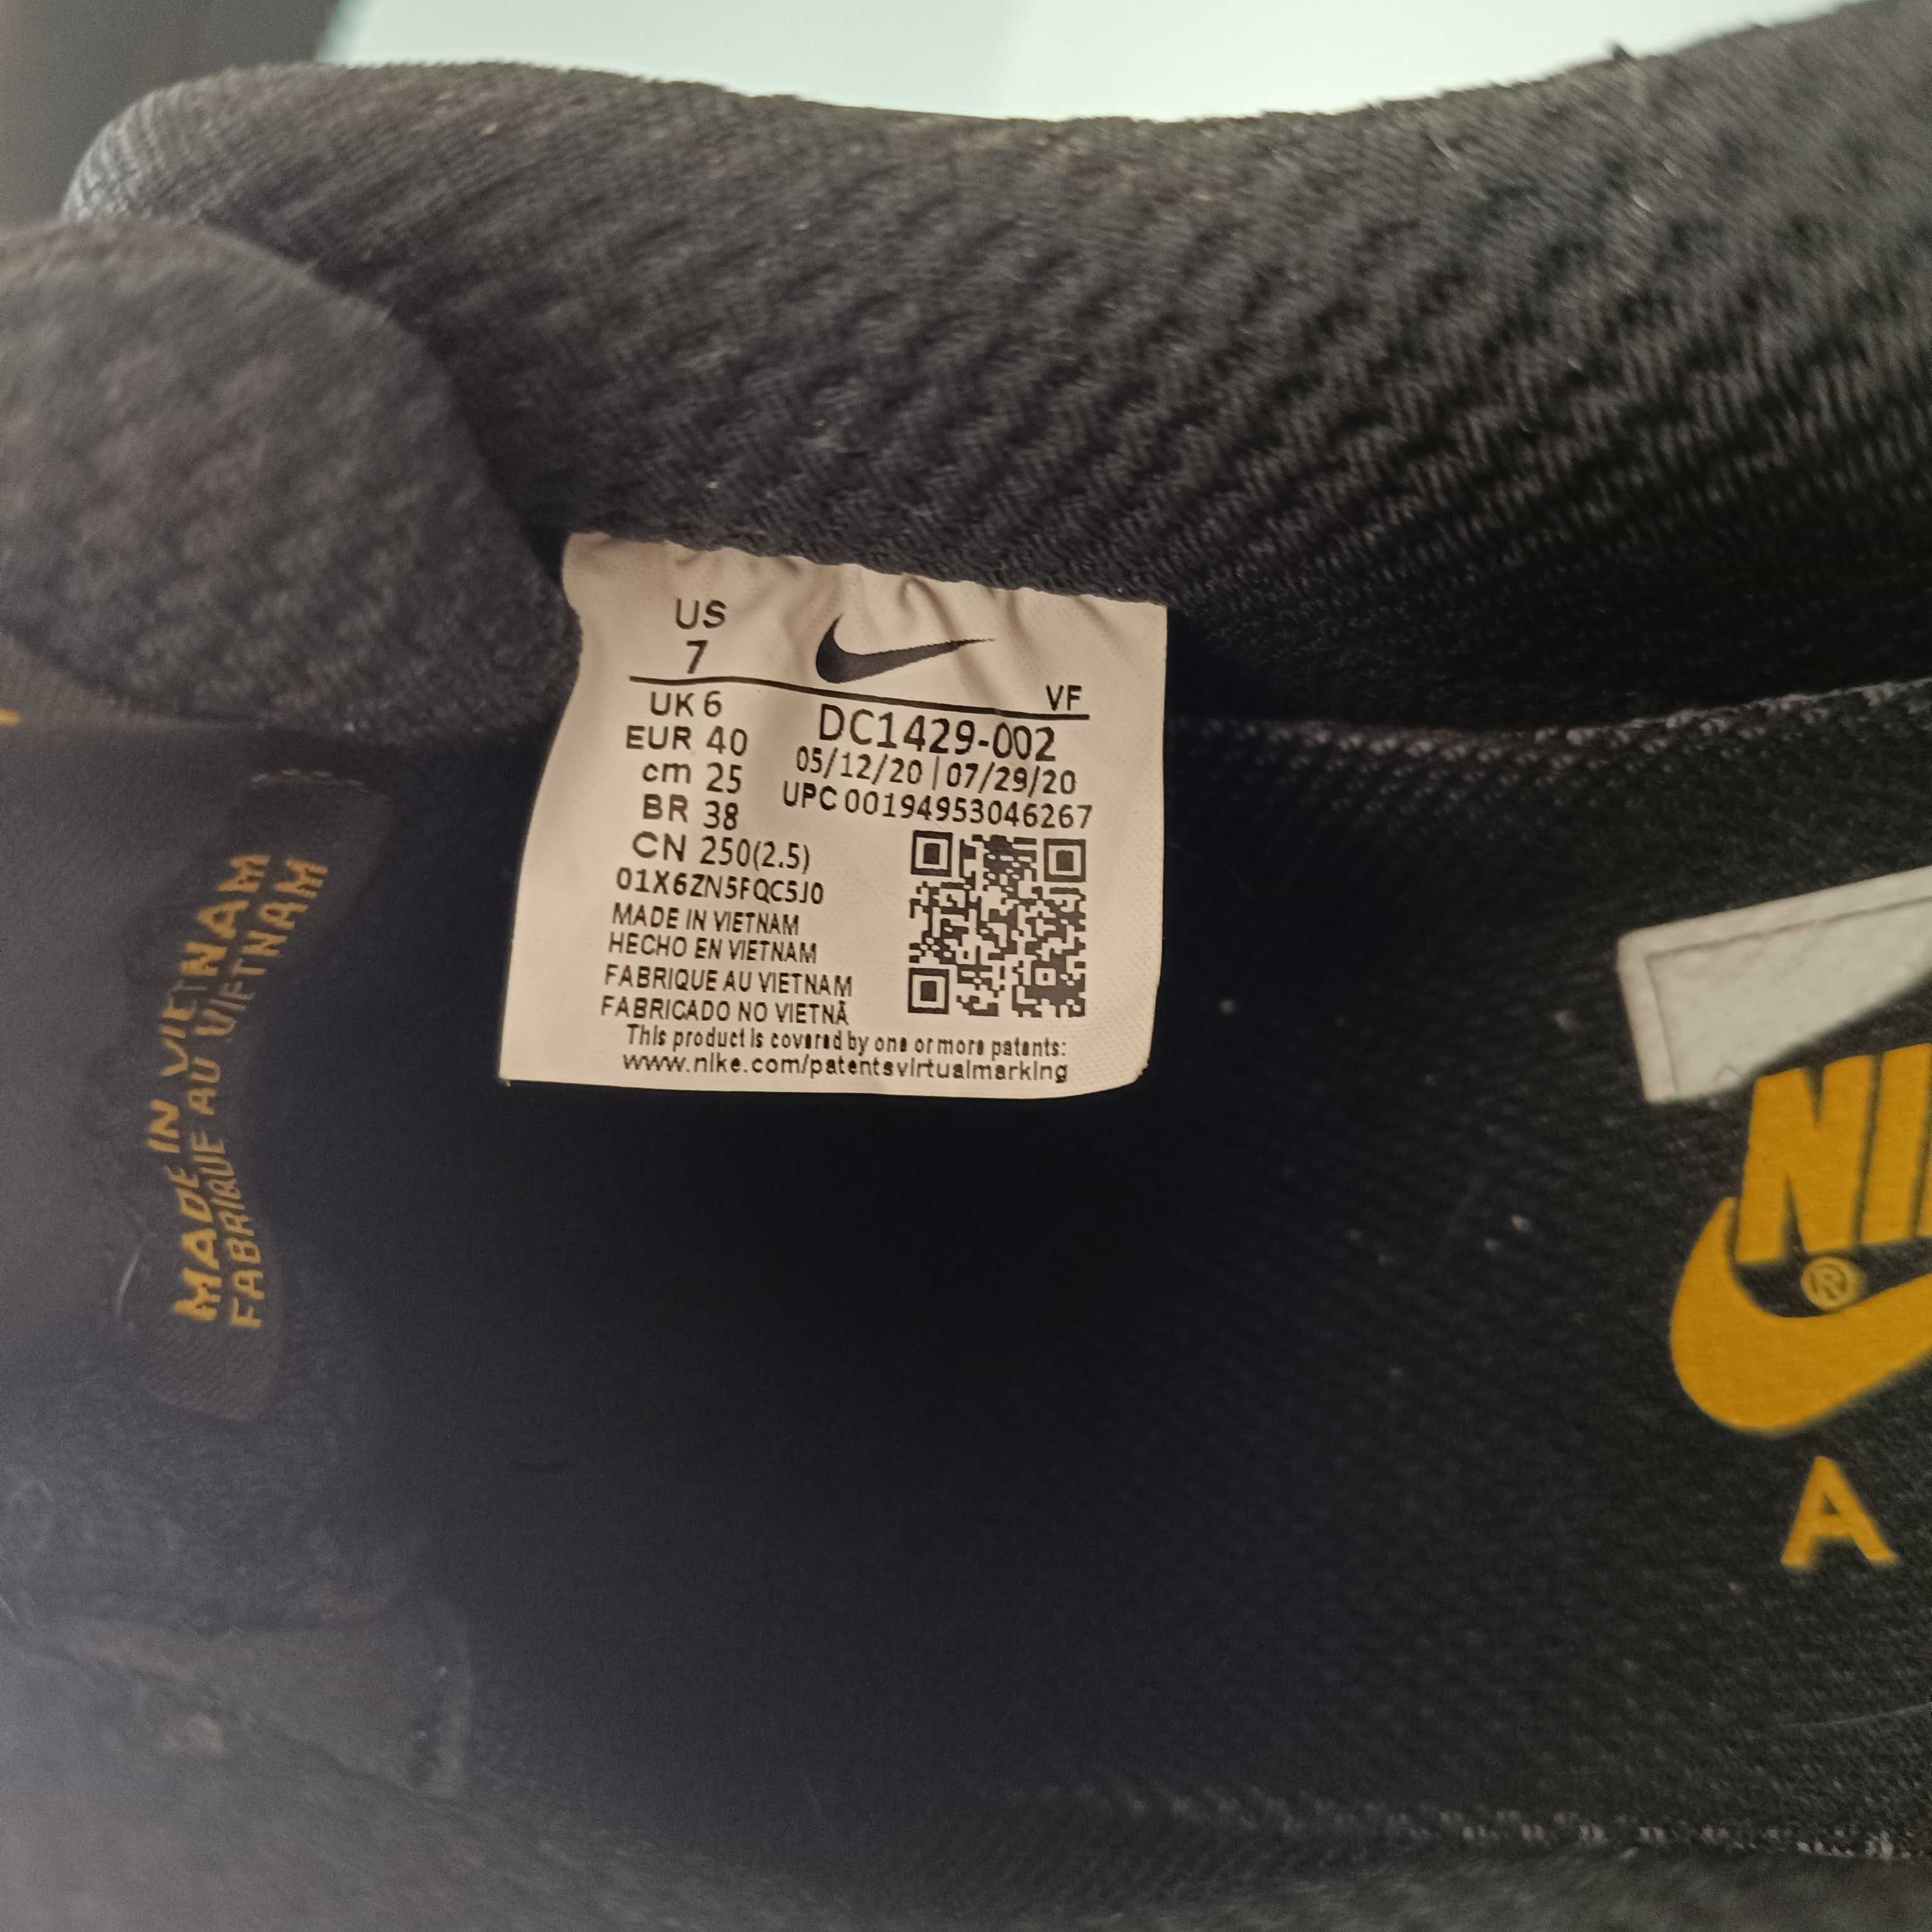 US
7
VF
UK 6
EUR 40
cm 25
BR 38
CN 250(2.5)
01X6ZN5FQC5J0
DC1429-002
05/12/20 | 07/29/20
UPC 00194953046267
MADE IN VIETNAM
HECHO EN VIETNAM
FABRIQUE AU VIETNAM
FABRICADO NO VIETNÃ
This product is covered by one or more patents:
www.nike.com/patentsvirtualmarking
MADE IN VIETNAM
FABRIQUE AU VIETNAM
NI
®
A